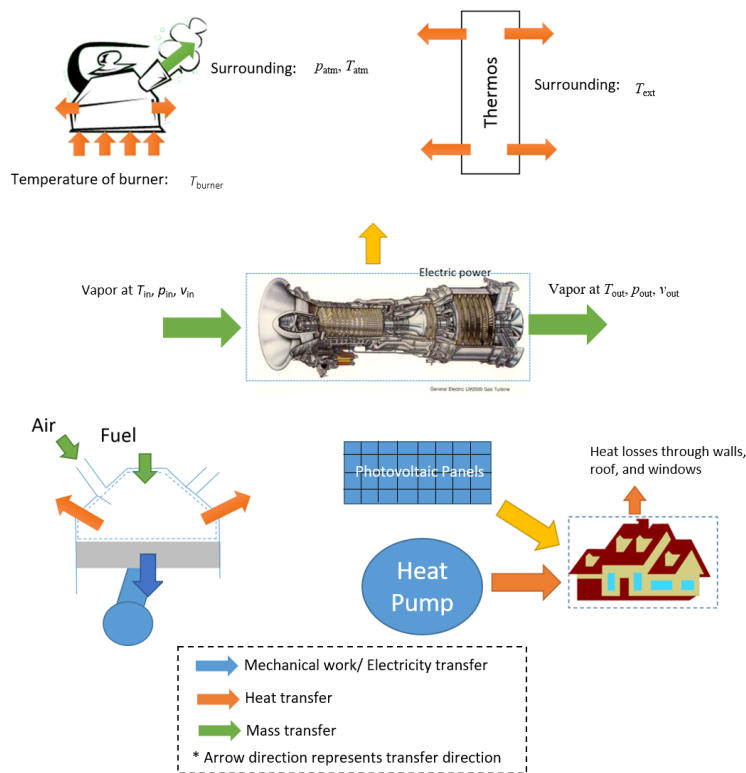 Surrounding: patm, Tatm
Thermos
Surrounding: Text
Temperature of burner: Tburner
Electric power
Vapor at Tin, pin, vin
Vapor at Tout, pout, vout
General Electric LM2500 Gas Turbine
Air
Fuel
Photovoltaic Panels
Heat losses through walls,
roof, and windows
Heat
Pump
Mechanical work/ Electricity transfer
Heat transfer
Mass transfer
* Arrow direction represents transfer direction